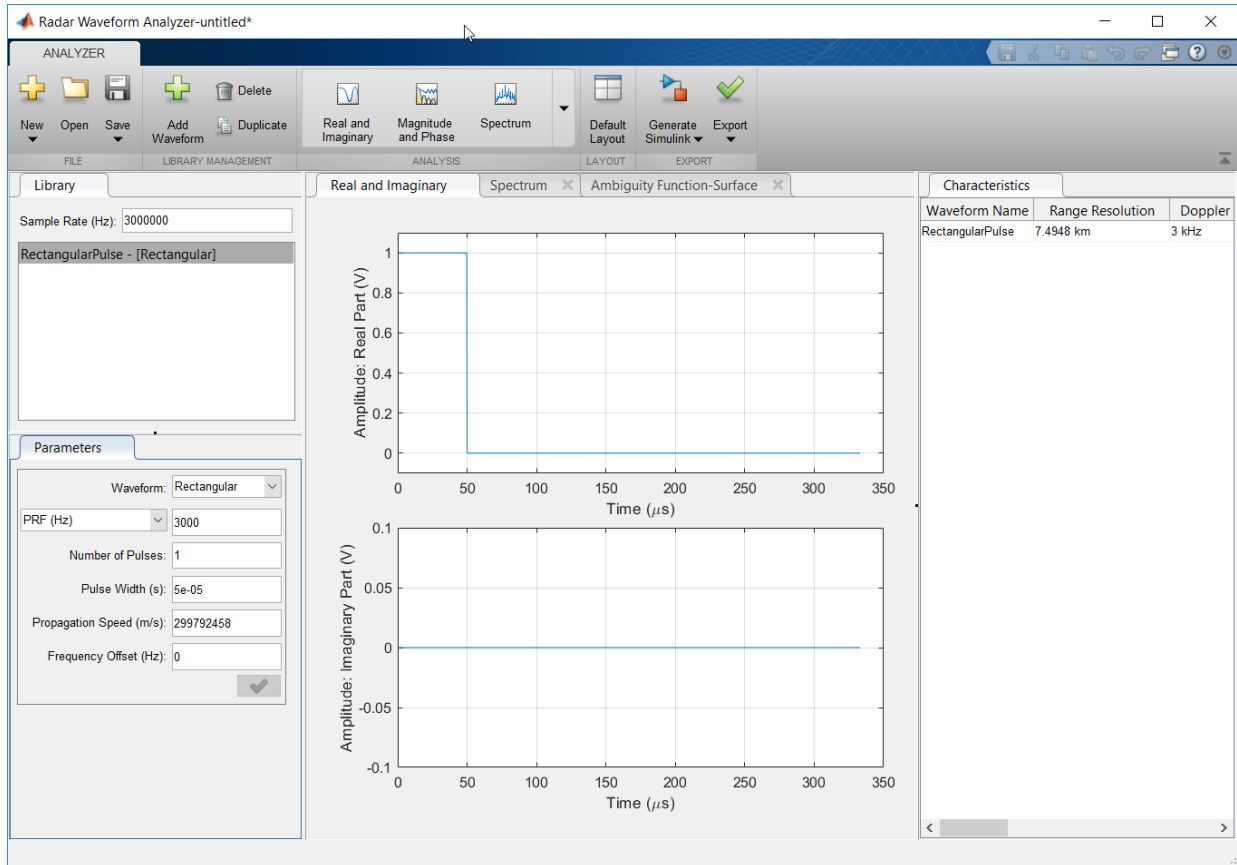 Radar Waveform Analyzer-untitled*
ANALYZER
New
Open
Save
Add Waveform
Delete
Duplicate
Real and Imaginary
Magnitude and Phase
Spectrum
Default Layout
Generate Simulink
Export
FILE
LIBRARY MANAGEMENT
ANALYSIS
LAYOUT
EXPORT
Library
Sample Rate (Hz): 3000000
RectangularPulse - [Rectangular]
Parameters
Waveform: Rectangular
PRF (Hz) 3000
Number of Pulses: 1
Pulse Width (s): 5e-05
Propagation Speed (m/s): 299792458
Frequency Offset (Hz): 0
Real and Imaginary
Spectrum
Ambiguity Function-Surface
Amplitude: Real Part (V)
1
0.8
0.6
0.4
0.2
0
0 50 100 150 200 250 300 350
Time (μs)
Amplitude: Imaginary Part (V)
0.1
0.05
0
-0.05
-0.1
0 50 100 150 200 250 300 350
Time (μs)
Characteristics
Waveform Name Range Resolution Doppler
RectangularPulse 7.4948 km 3 kHz